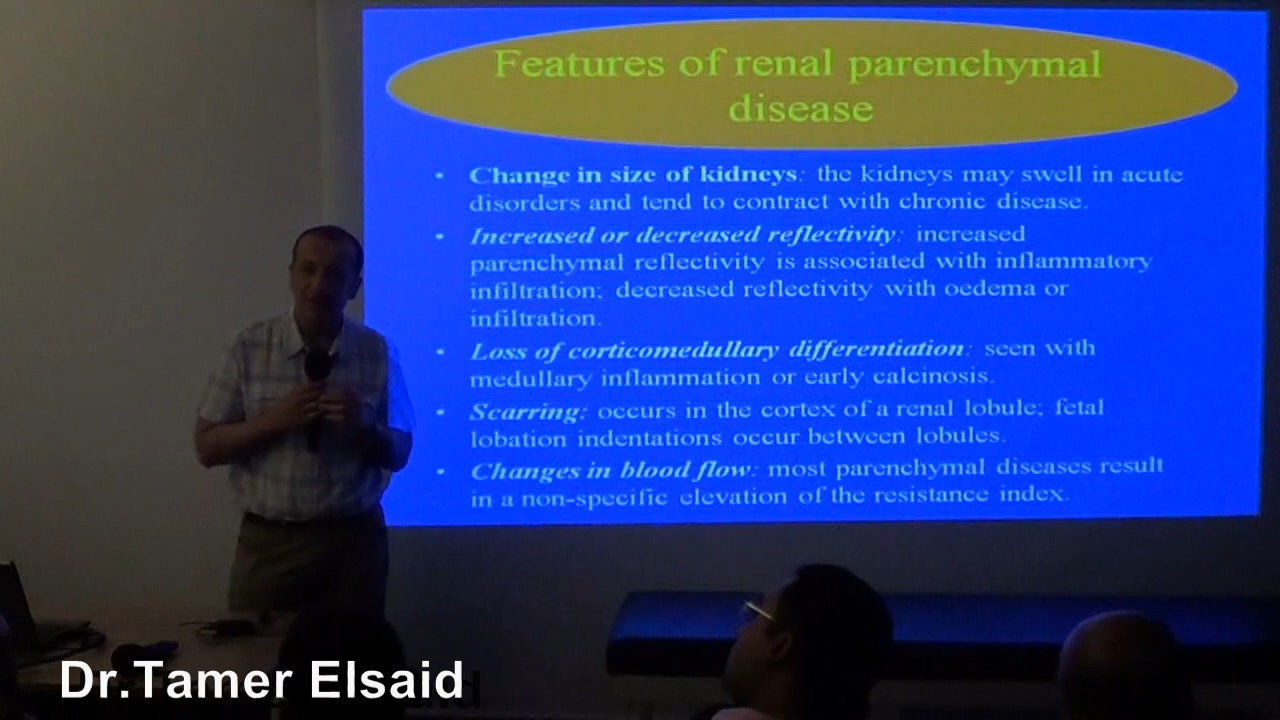 Features of renal parenchymal
disease
• Change in size of kidneys: the kidneys may swell in acute
disorders and tend to contract with chronic disease.
• Increased or decreased reflectivity: increased
parenchymal reflectivity is associated with inflammatory
infiltration; decreased reflectivity with oedema or
infiltration.
• Loss of corticomedullary differentiation: seen with
medullary inflammation or early calcinosis.
• Scarring: occurs in the cortex of a renal lobule; fetal
lobation indentations occur between lobules.
• Changes in blood flow: most parenchymal diseases result
in a non-specific elevation of the resistance index.
Dr.Tamer Elsaid